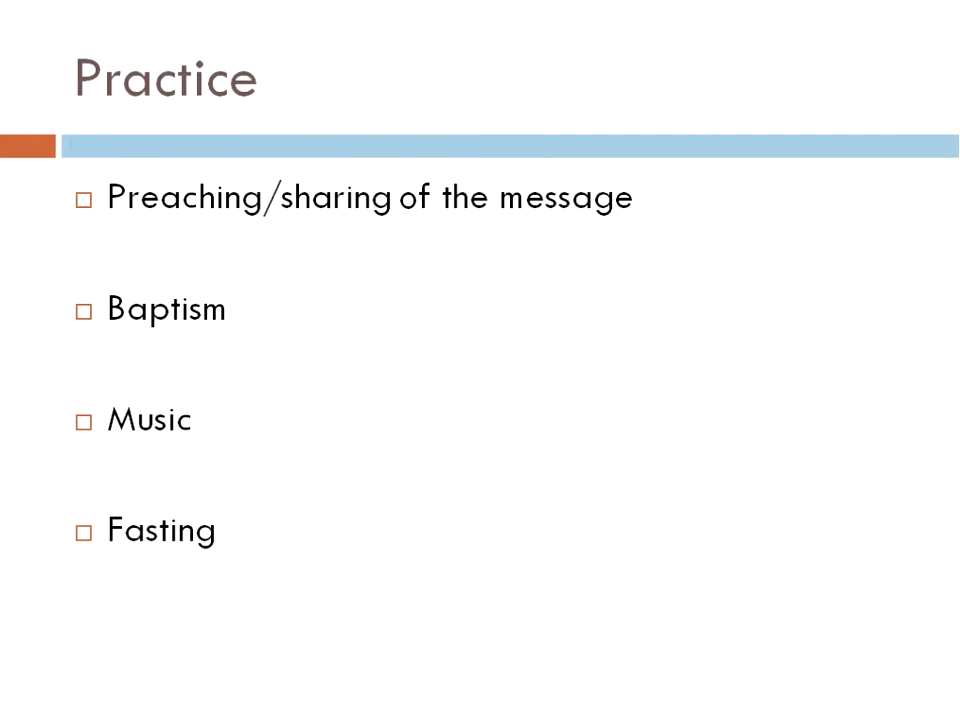 Practice
Preaching/sharing of the message
Baptism
Music
Fasting